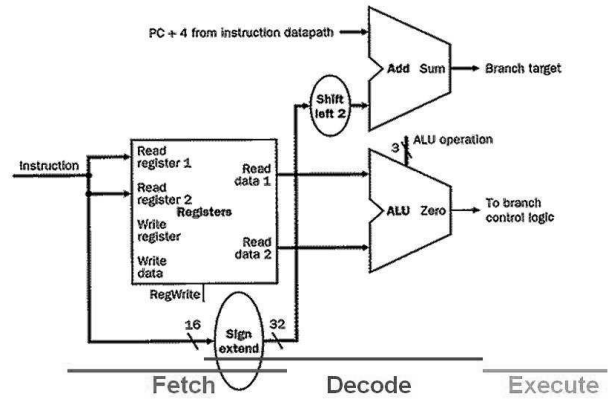 PC + 4 from instruction datapath
Add Sum
Branch target
Shift
left 2
3
ALU operation
Instruction
Read
register 1
Read
data 1
Read
register 2
Registers
ALU Zero
To branch
control logic
Write
register
Read
data 2
Write
data
RegWrite
16
Sign
extend
32
Fetch
Decode
Execute